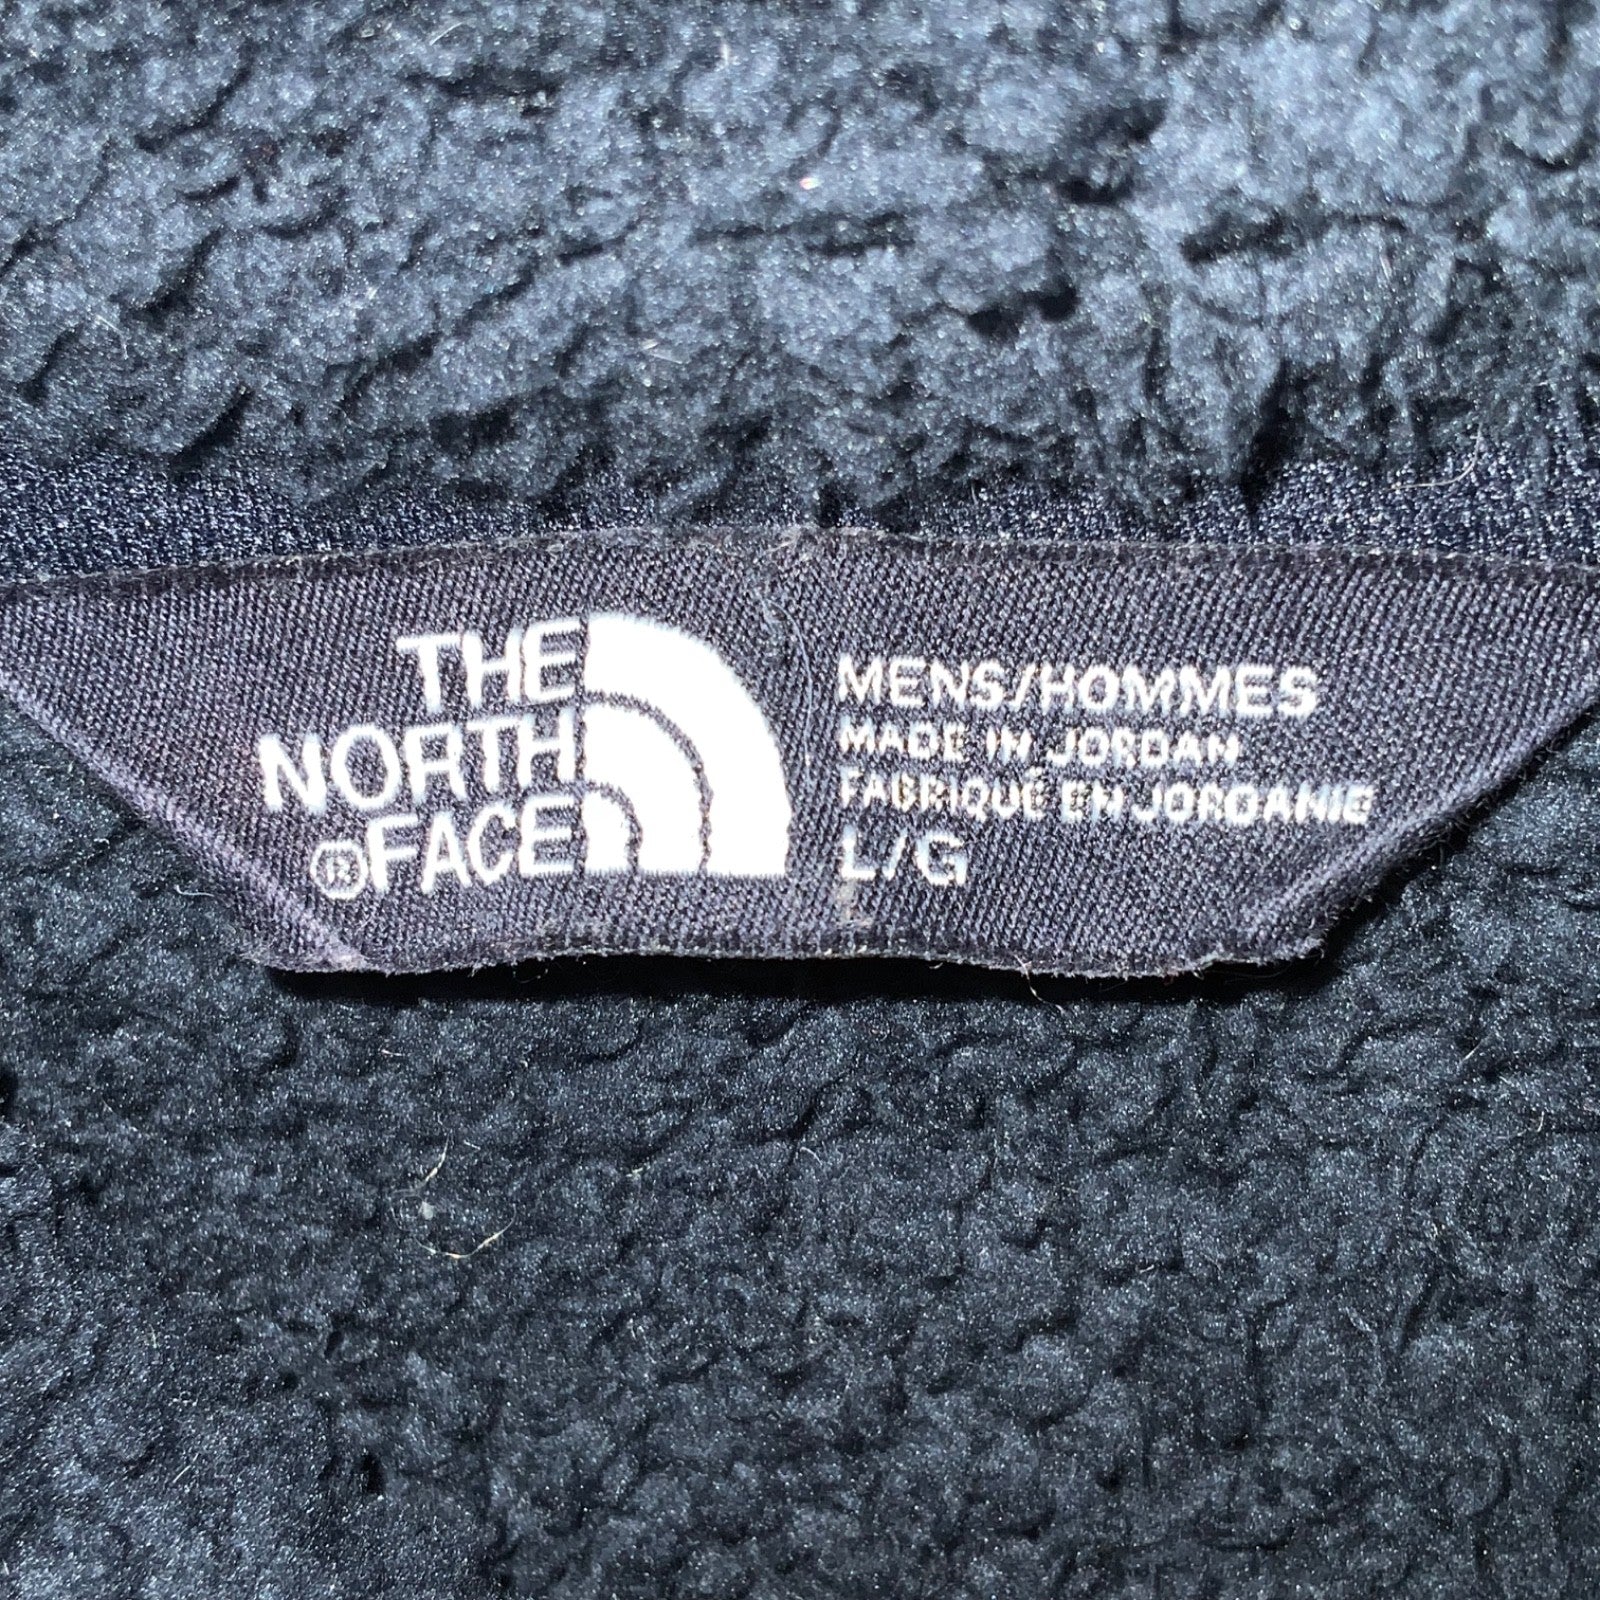 THE
NORTH
®FACE
MENS/HOMMES
MADE IN JORDAN
FABRIQUÉ EN JORDANIE
L/G